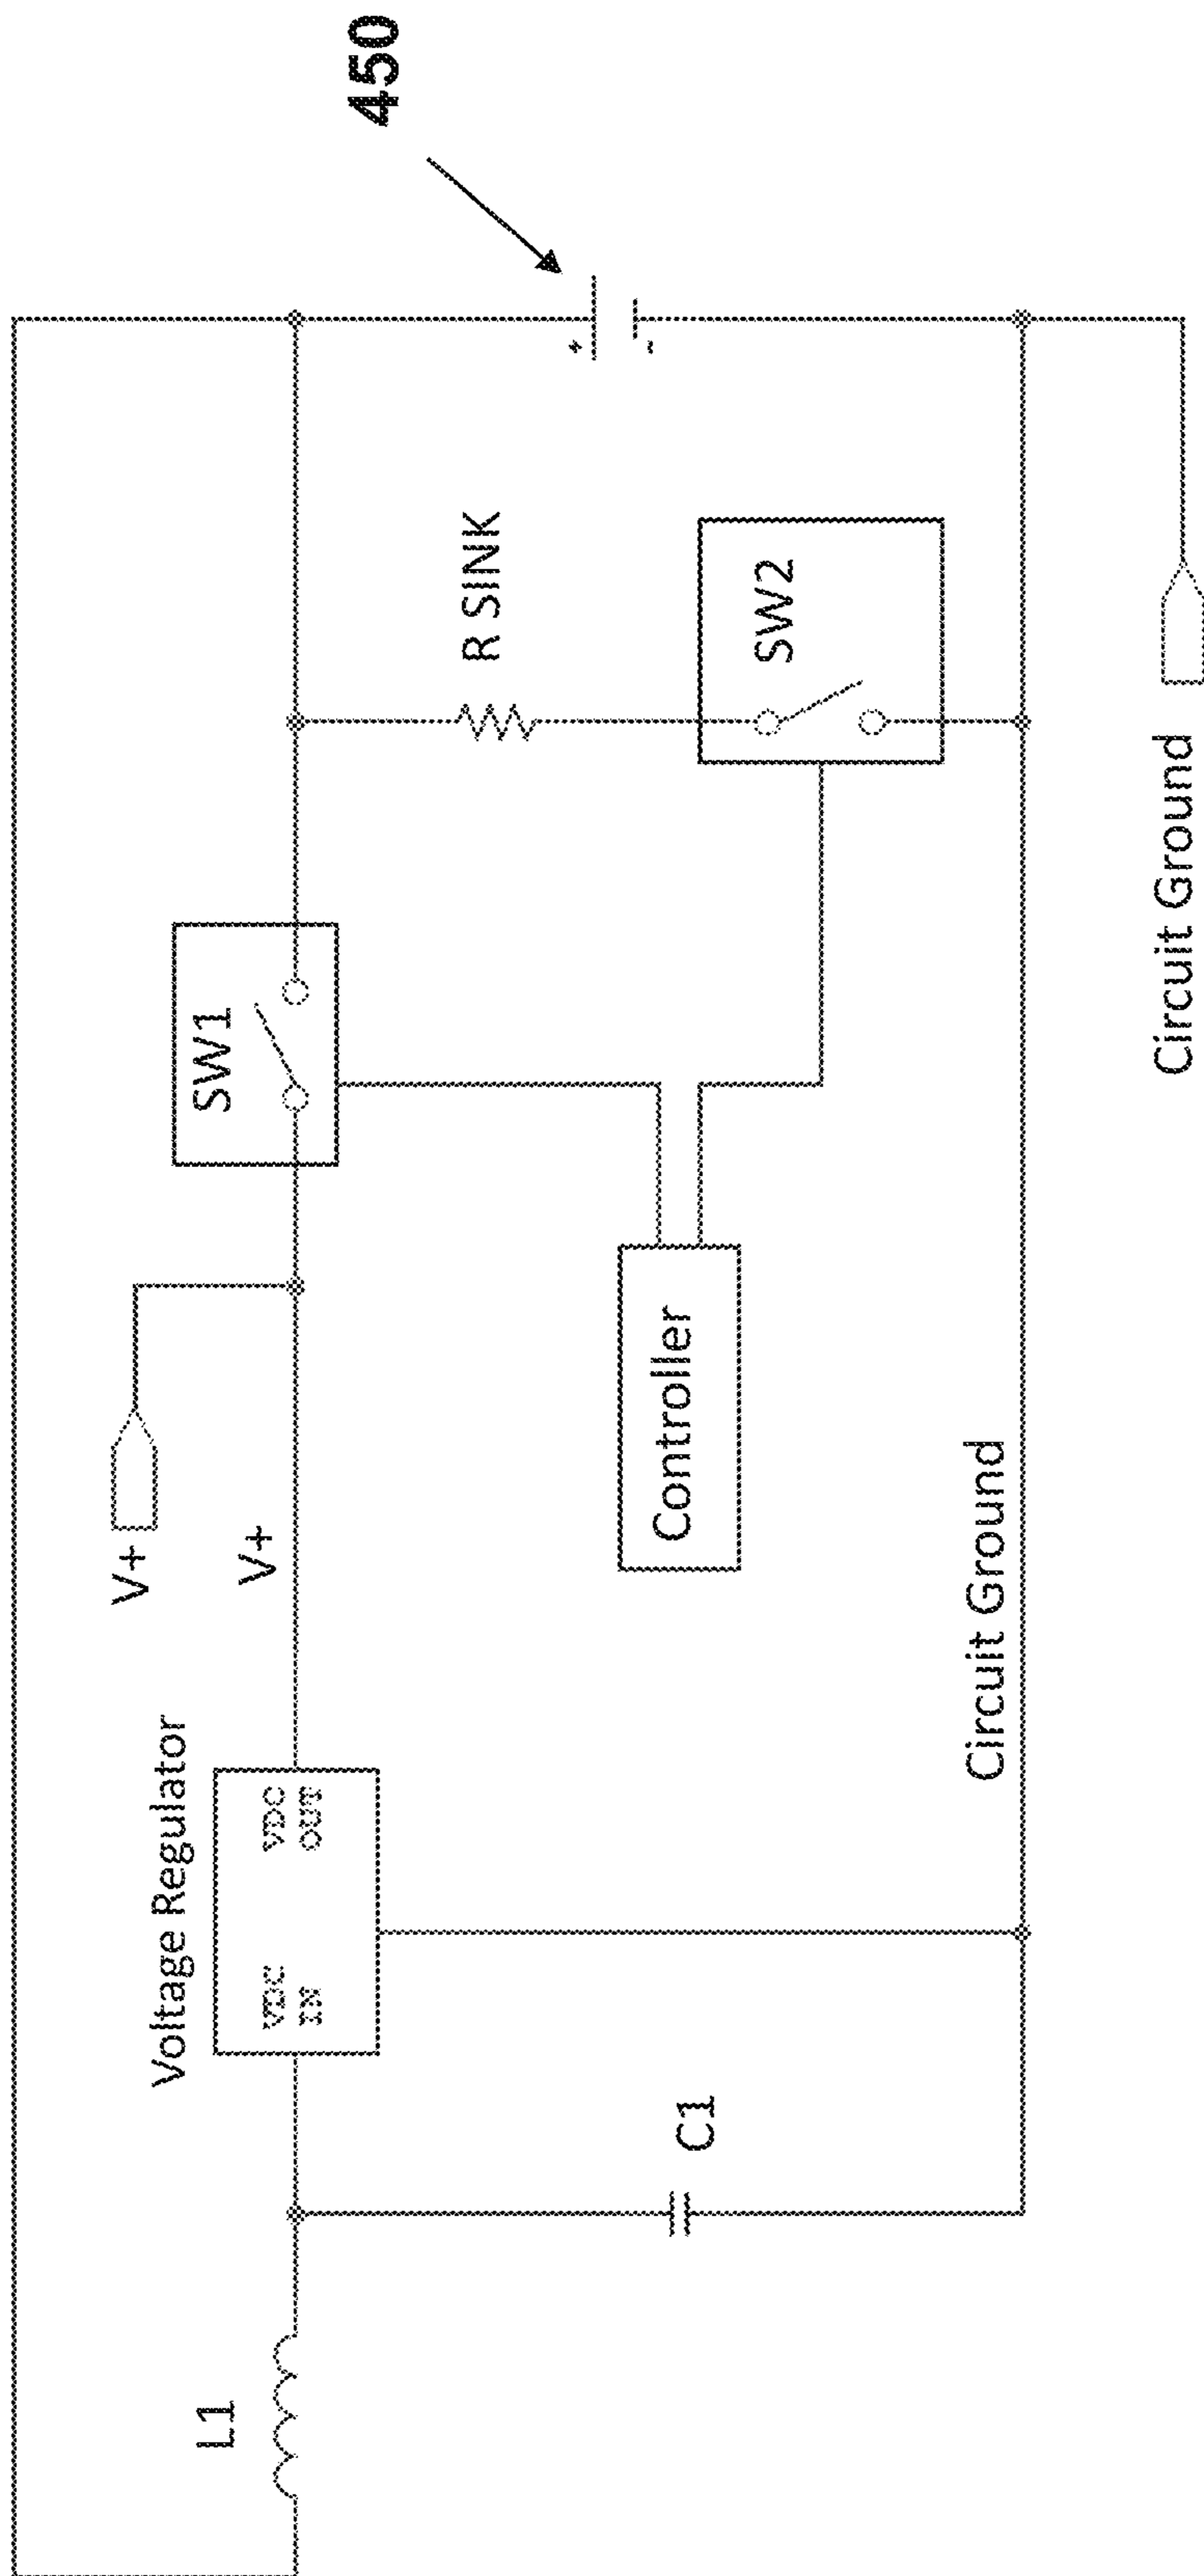 450
R SINK
SW2
SW1
Circuit Ground
V+
V+
Controller
Circuit Ground
Voltage Regulator
VDC
OUT
VDC
IN
C1
L1
+
-